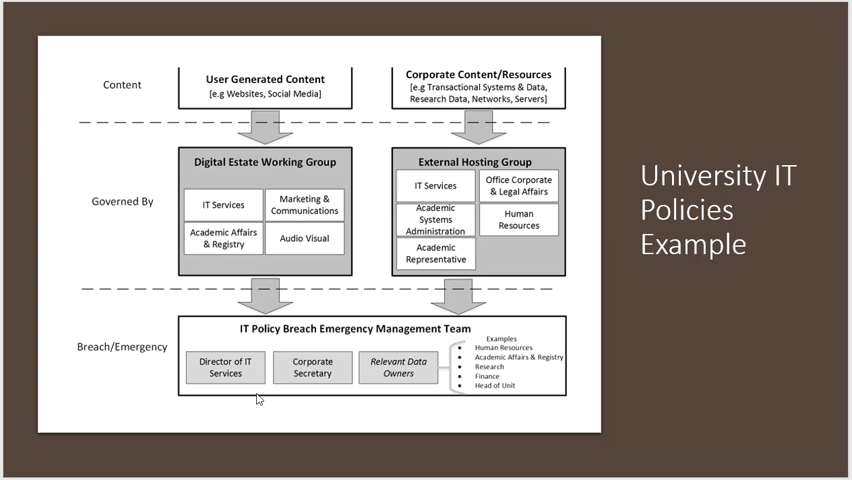 Content
User Generated Content
[e.g Websites, Social Media]
Corporate Content/Resources
[e.g Transactional Systems & Data,
Research Data, Networks, Servers]
Governed By
Digital Estate Working Group
IT Services
Marketing &
Communications
Academic Affairs
& Registry
Audio Visual
External Hosting Group
IT Services
Office Corporate
& Legal Affairs
Academic
Systems
Administration
Human
Resources
Academic
Representative
Breach/Emergency
IT Policy Breach Emergency Management Team
Director of IT
Services
Corporate
Secretary
Relevant Data
Owners
Examples
• Human Resources
• Academic Affairs & Registry
• Research
• Finance
• Head of Unit
University IT
Policies
Example